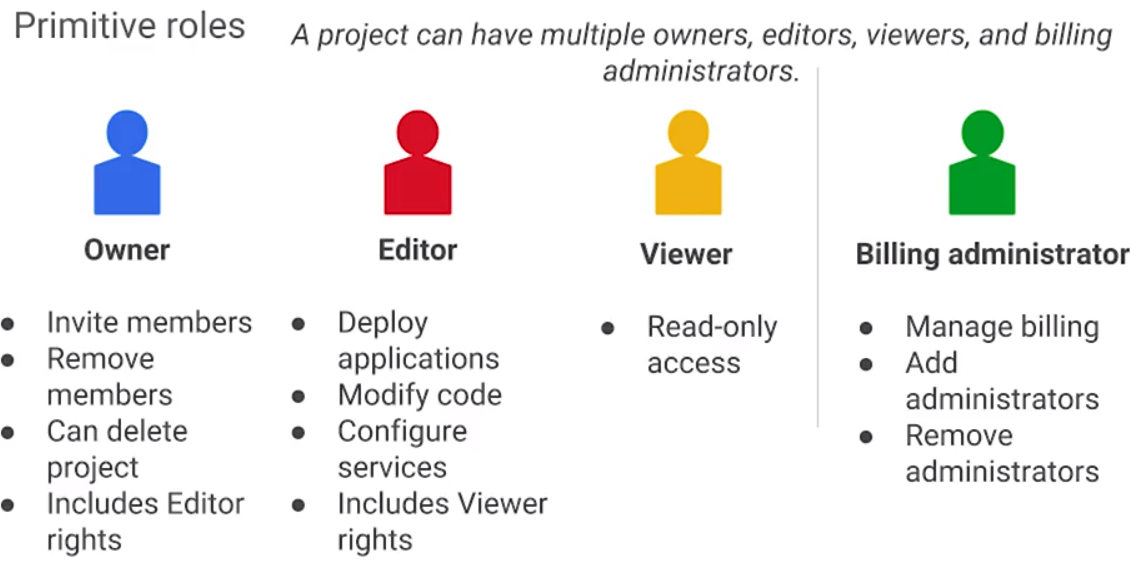 Primitive roles
A project can have multiple owners, editors, viewers, and billing
administrators.
Owner
● Invite members
● Remove
members
● Can delete
project
● Includes Editor
rights
Editor
● Deploy
applications
● Modify code
● Configure
services
● Includes Viewer
rights
Viewer
● Read-only
access
Billing administrator
● Manage billing
● Add
administrators
● Remove
administrators